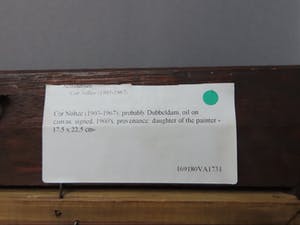 Cor Noltee (1903-1967)
Cor Noltee (1903-1967), probably Dubbeldam, oil on
canvas, signed, 1960's, provenance: daughter of the painter -
17,5 x 22,5 cm-
169180VA1731